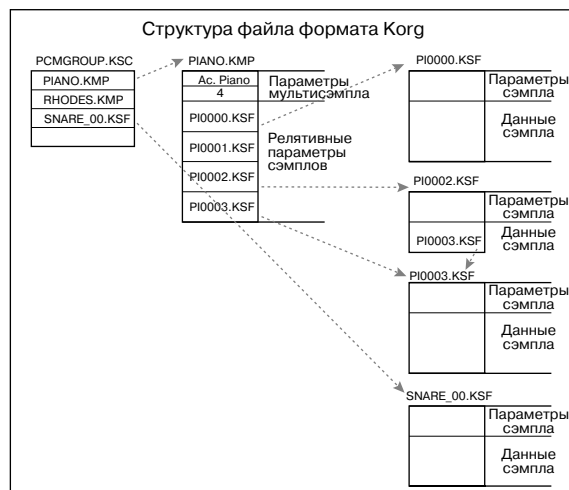 Структура файла формата Korg
PCMGROUP.KSC
PIANO.KMP
RHODES.KMP
SNARE_00.KSF
PIANO.KMP
Ac. Piano
4
PI0000.KSF
PI0001.KSF
PI0002.KSF
PI0003.KSF
Параметры
мультисэмпла
Релятивные
параметры
сэмплов
PI0000.KSF
Параметры
сэмпла
Данные
сэмпла
PI0002.KSF
Параметры
сэмпла
PI0003.KSF
Данные
сэмпла
PI0003.KSF
Параметры
сэмпла
Данные
сэмпла
SNARE_00.KSF
Параметры
сэмпла
Данные
сэмпла